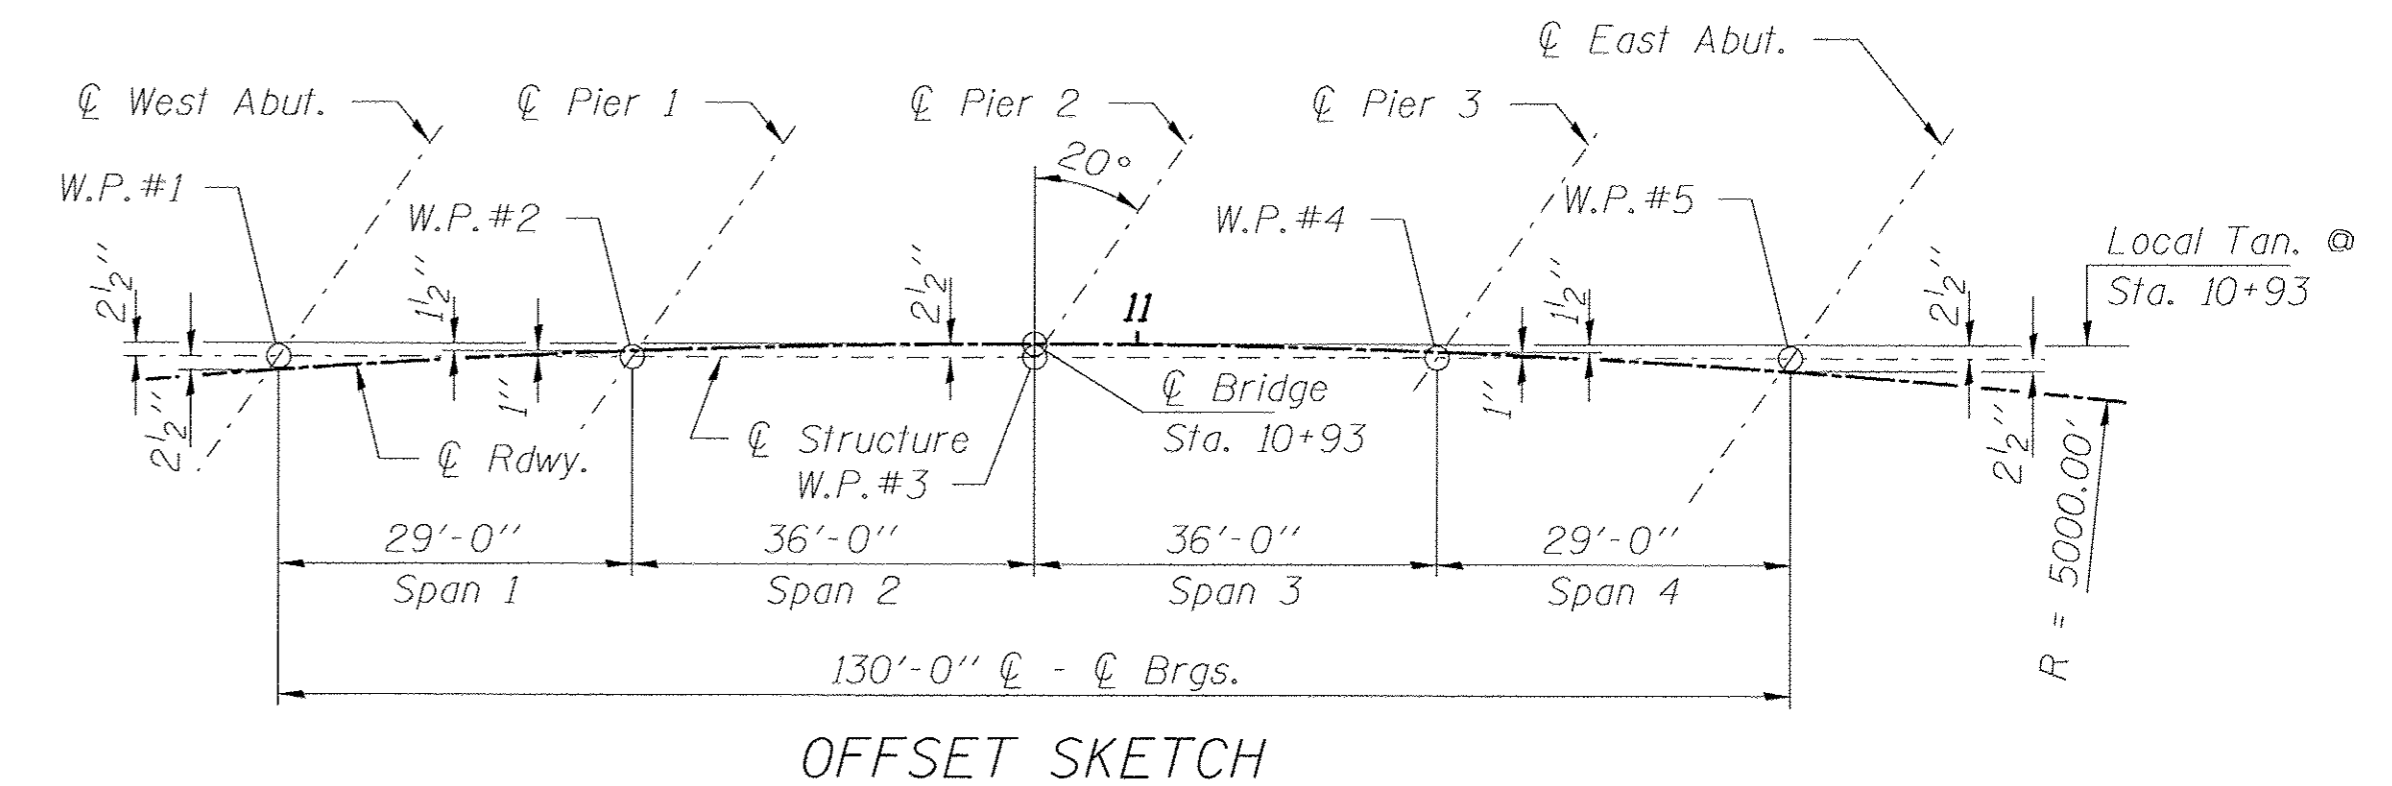 ℄ East Abut.
℄ West Abut.
℄ Pier 1
℄ Pier 2
℄ Pier 3
20°
W.P.#1
W.P.#2
W.P.#4
W.P.#5
Local Tan. @
Sta. 10+93
2½''
1½''
2½''
11
1½''
2½''
2½''
1''
1''
2½''
℄ Rdwy.
℄ Structure
W.P.#3
℄ Bridge
Sta. 10+93
R = 5000.00'
29'-0''
36'-0''
36'-0''
29'-0''
Span 1
Span 2
Span 3
Span 4
130'-0'' ℄ - ℄ Brgs.
OFFSET SKETCH